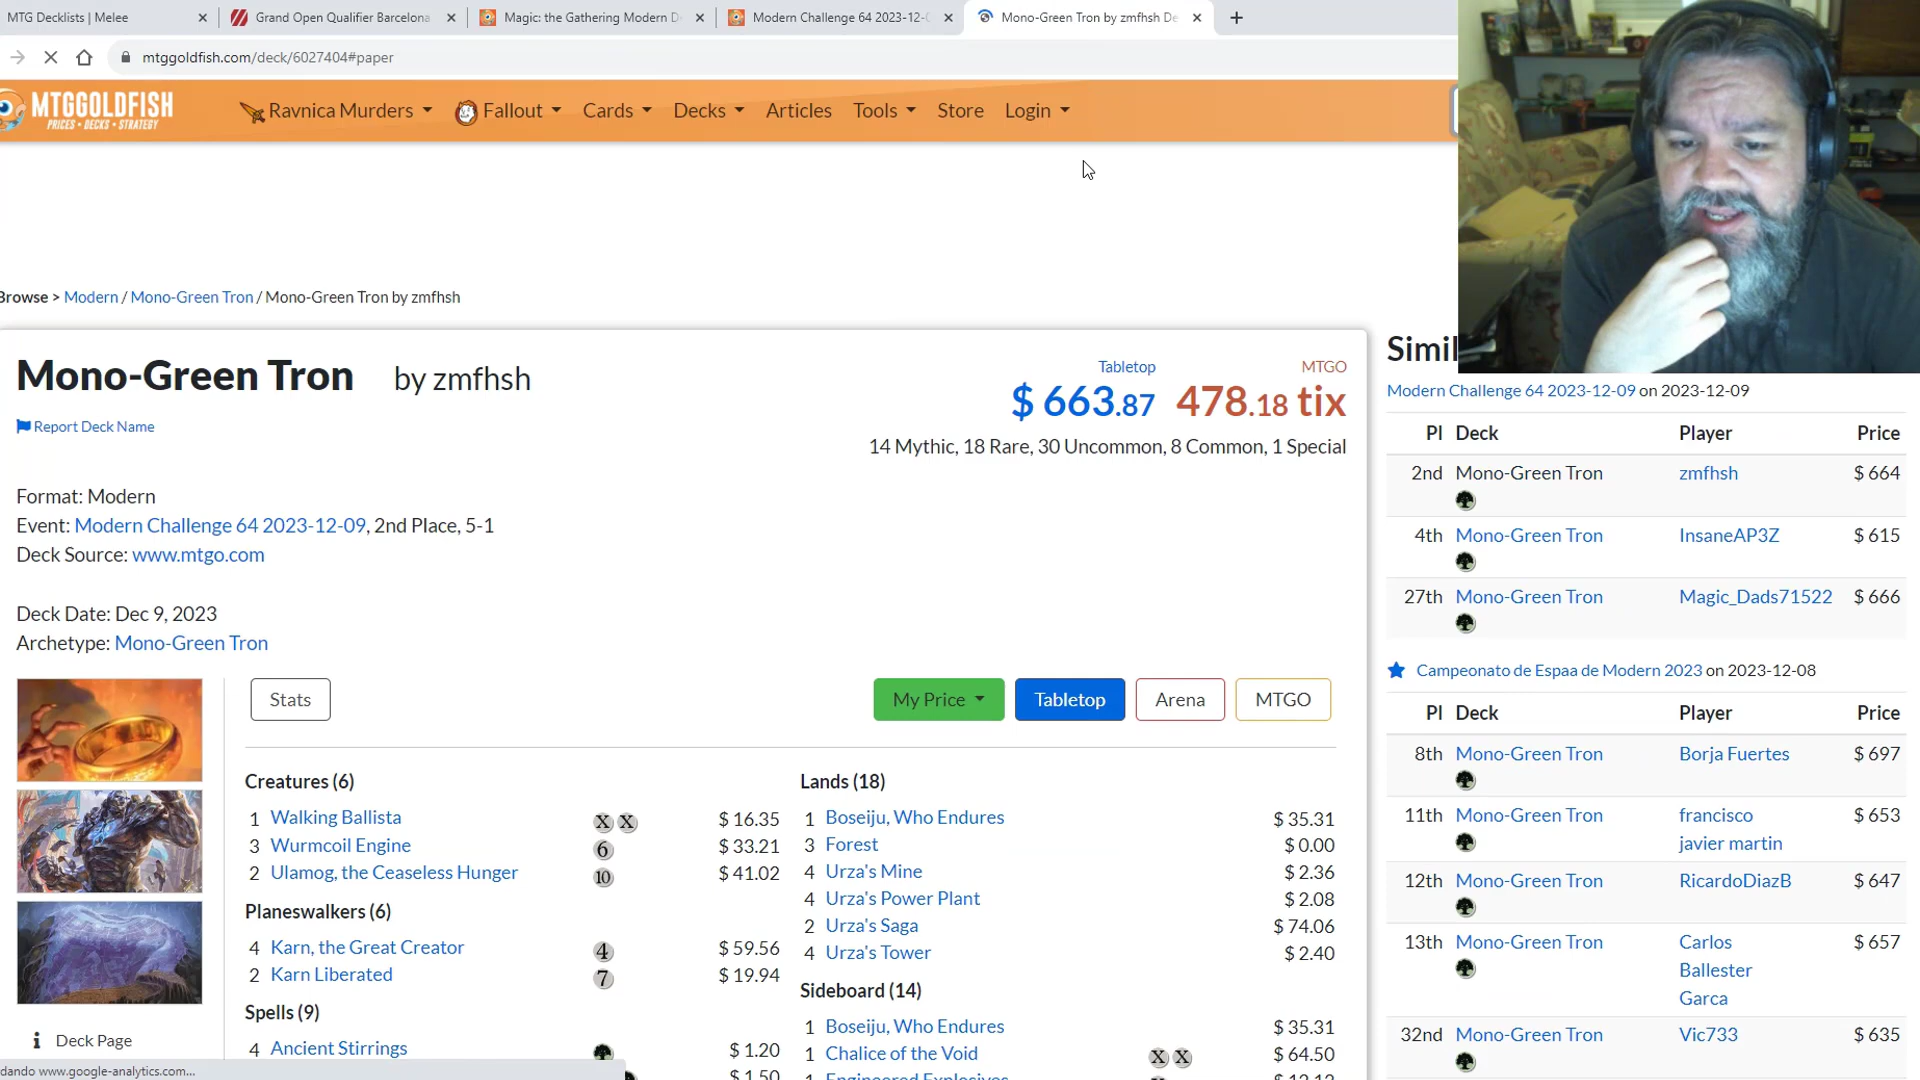 MTG Decklists | Melee
Grand Open Qualifier Barcelona
Magic: the Gathering Modern D
Modern Challenge 64 2023-12-
Mono-Green Tron by zmfhsh De
mtggoldfish.com/deck/6027404#paper
MTGGOLDFISH
PRICES • DECKS • STRATEGY
Ravnica Murders
Fallout
Cards
Decks
Articles
Tools
Store
Login
Browse > Modern / Mono-Green Tron / Mono-Green Tron by zmfhsh
Mono-Green Tron by zmfhsh
Report Deck Name
Tabletop
$ 663.87
MTGO
478.18 tix
14 Mythic, 18 Rare, 30 Uncommon, 8 Common, 1 Special
Format: Modern
Event: Modern Challenge 64 2023-12-09, 2nd Place, 5-1
Deck Source: www.mtgo.com
Deck Date: Dec 9, 2023
Archetype: Mono-Green Tron
Stats
My Price
Tabletop
Arena
MTGO
Creatures (6)
1 Walking Ballista X X $ 16.35
3 Wurmcoil Engine 6 $ 33.21
2 Ulamog, the Ceaseless Hunger 10 $ 41.02
Planeswalkers (6)
4 Karn, the Great Creator 4 $ 59.56
2 Karn Liberated 7 $ 19.94
Spells (9)
4 Ancient Stirrings $ 1.20
$ 1.50
Lands (18)
1 Boseiju, Who Endures $ 35.31
3 Forest $ 0.00
4 Urza's Mine $ 2.36
4 Urza's Power Plant $ 2.08
2 Urza's Saga $ 74.06
4 Urza's Tower $ 2.40
Sideboard (14)
1 Boseiju, Who Endures $ 35.31
1 Chalice of the Void X X $ 64.50
1 Engineered Explosives $ 12.12
Deck Page
dando www.google-analytics.com...
Simil
Modern Challenge 64 2023-12-09 on 2023-12-09
Pl Deck Player Price
2nd Mono-Green Tron zmfhsh $ 664
4th Mono-Green Tron InsaneAP3Z $ 615
27th Mono-Green Tron Magic_Dads71522 $ 666
Campeonato de Espaa de Modern 2023 on 2023-12-08
Pl Deck Player Price
8th Mono-Green Tron Borja Fuertes $ 697
11th Mono-Green Tron francisco $ 653
javier martin
12th Mono-Green Tron RicardoDiazB $ 647
13th Mono-Green Tron Carlos $ 657
Ballester
Garca
32nd Mono-Green Tron Vic733 $ 635